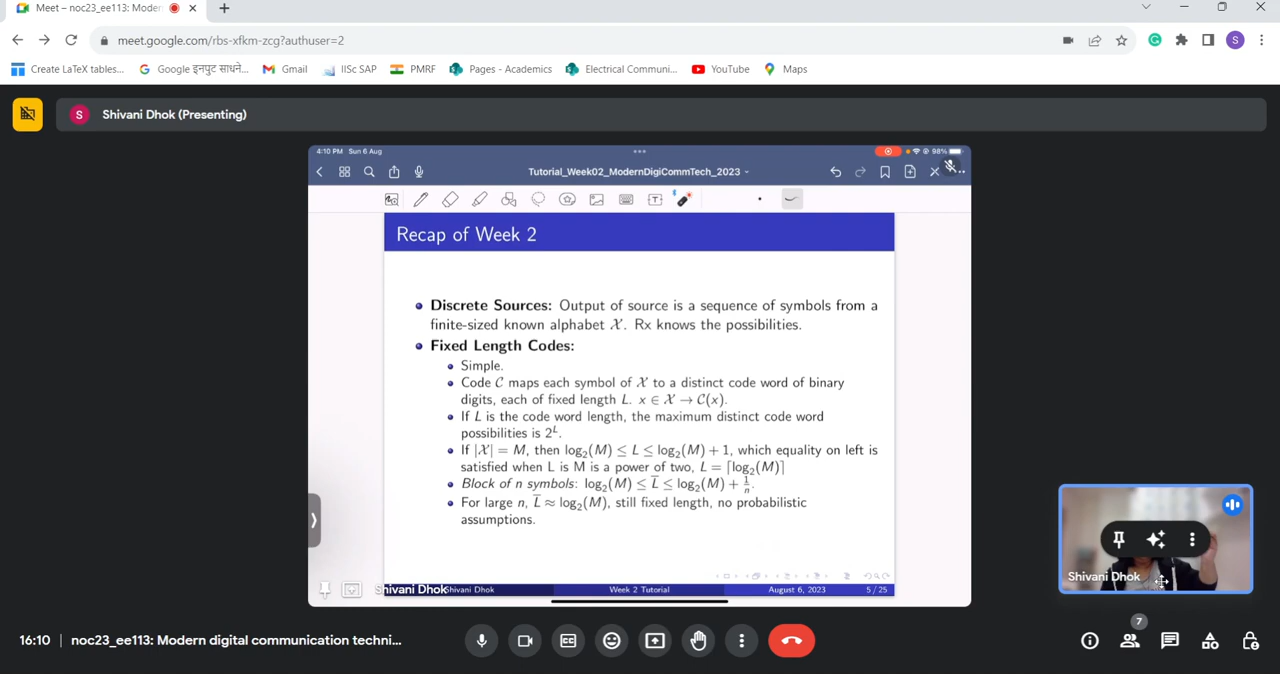 Meet – noc23_ee113: Modern
meet.google.com/rbs-xfkm-zcg?authuser=2
S
Create LaTeX tables...
Google इनपुट साधने...
Gmail
IISc SAP
PMRF
Pages - Academics
Electrical Communi...
YouTube
Maps
S
Shivani Dhok (Presenting)
4:10 PM Sun 6 Aug
98%
Tutorial_Week02_ModernDigiCommTech_2023
Recap of Week 2
Discrete Sources: Output of source is a sequence of symbols from a
finite-sized known alphabet 𝒳. Rx knows the possibilities.
Fixed Length Codes:
Simple.
Code 𝒞 maps each symbol of 𝒳 to a distinct code word of binary
digits, each of fixed length L. x ∈ 𝒳 → 𝒞(x).
If L is the code word length, the maximum distinct code word
possibilities is 2^L.
If |𝒳| = M, then log₂(M) ≤ L ≤ log₂(M) + 1, which equality on left is
satisfied when L is M is a power of two, L = ⌈log₂(M)⌉
Block of n symbols: log₂(M) ≤ L̅ ≤ log₂(M) + 1/n.
For large n, L̅ ≈ log₂(M), still fixed length, no probabilistic
assumptions.
Shivani Dhok
Shivani Dhok
Week 2 Tutorial
August 6, 2023
5 / 25
Shivani Dhok
16:10 | noc23_ee113: Modern digital communication techni...
7